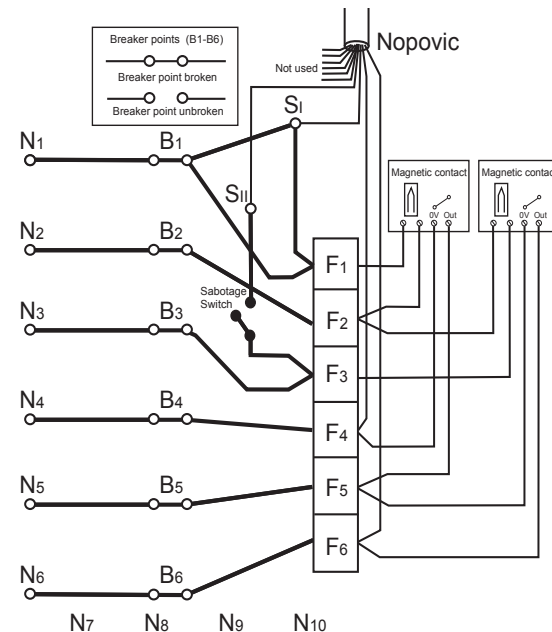 Breaker points (B1-B6)
Breaker point broken
Breaker point unbroken
Nopovic
Not used
SI
SII
N1 B1
N2 B2
N3 B3
N4 B4
N5 B5
N6 B6
N7 N8 N9 N10
Sabotage
Switch
F1
F2
F3
F4
F5
F6
Magnetic contact
0V Out
Magnetic contac
0V Out